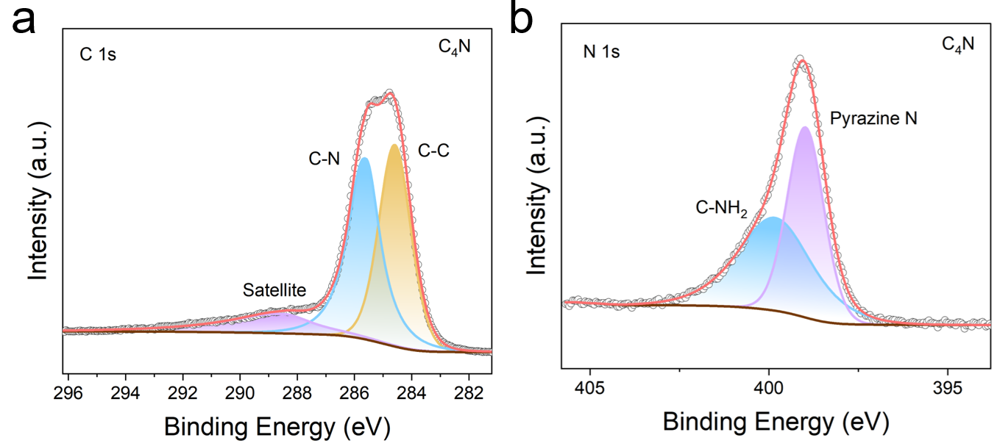 a
C 1s
C₄N
C-N
C-C
Satellite
Intensity (a.u.)
296 294 292 290 288 286 284 282
Binding Energy (eV)
b
N 1s
C₄N
Pyrazine N
C-NH₂
Intensity (a.u.)
405 400 395
Binding Energy (eV)